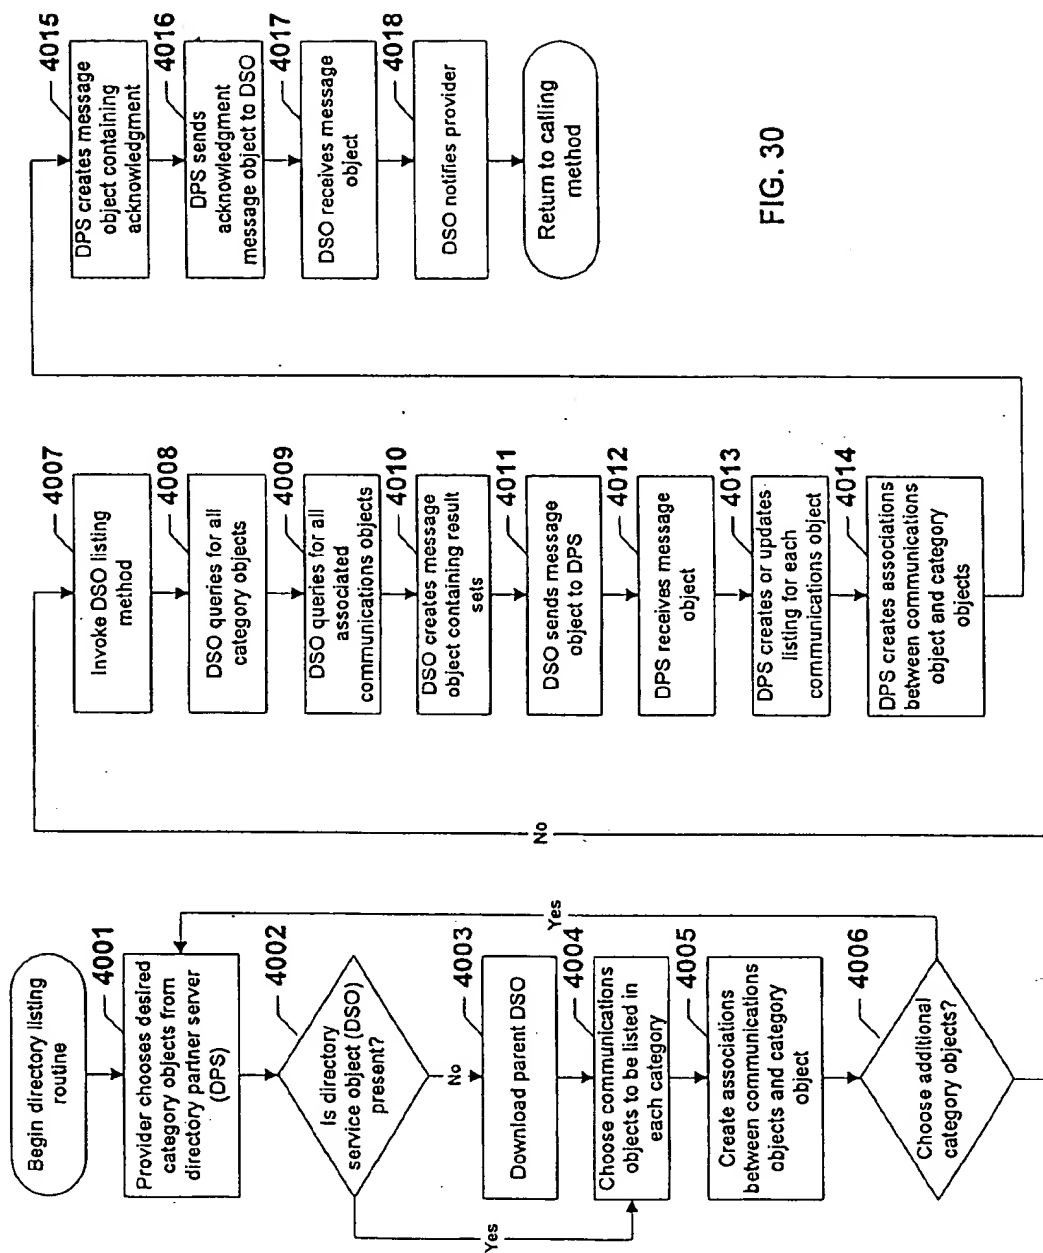 Begin directory listing
routine
4001
Provider chooses desired
category objects from
directory partner server
(DPS)
4002
Is directory
service object (DSO)
present?
Yes
No
4003
Download parent DSO
4004
Choose communications
objects to be listed in
each category
4005
Create associations
between communications
objects and category
object
4006
Choose additional
category objects?
Yes
No
4007
Invoke DSO listing
method
4008
DSO queries for all
category objects
4009
DSO queries for all
associated
communications objects
4010
DSO creates message
object containing result
sets
4011
DSO sends message
object to DPS
4012
DPS receives message
object
4013
DPS creates or updates
listing for each
communications object
4014
DPS creates associations
between communications
object and category
objects
4015
DPS creates message
object containing
acknowledgment
4016
DPS sends
acknowledgment
message object to DSO
4017
DSO receives message
object
4018
DSO notifies provider
Return to calling
method
FIG. 30